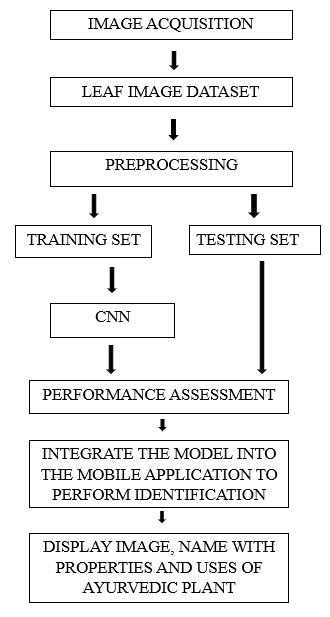 IMAGE ACQUISITION
LEAF IMAGE DATASET
PREPROCESSING
TRAINING SET
TESTING SET
CNN
PERFORMANCE ASSESSMENT
INTEGRATE THE MODEL INTO
THE MOBILE APPLICATION TO
PERFORM IDENTIFICATION
DISPLAY IMAGE, NAME WITH
PROPERTIES AND USES OF
AYURVEDIC PLANT